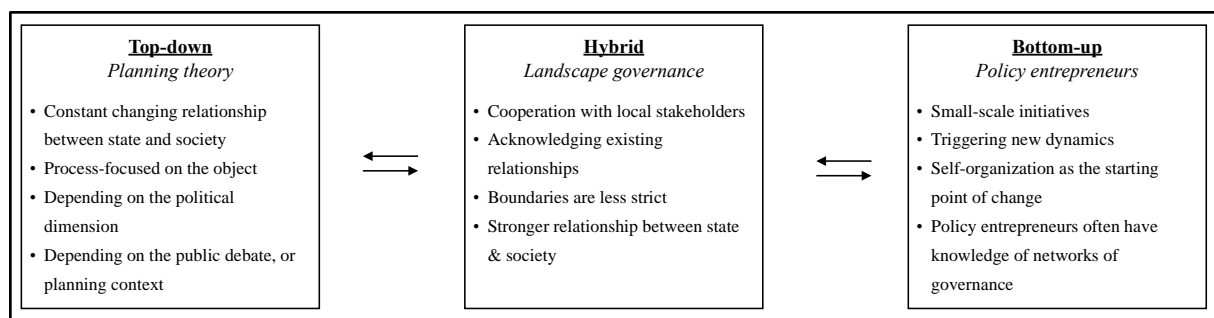 Top-down
Planning theory
• Constant changing relationship
between state and society
• Process-focused on the object
• Depending on the political
dimension
• Depending on the public debate, or
planning context
Hybrid
Landscape governance
• Cooperation with local stakeholders
• Acknowledging existing
relationships
• Boundaries are less strict
• Stronger relationship between state
& society
Bottom-up
Policy entrepreneurs
• Small-scale initiatives
• Triggering new dynamics
• Self-organization as the starting
point of change
• Policy entrepreneurs often have
knowledge of networks of
governance